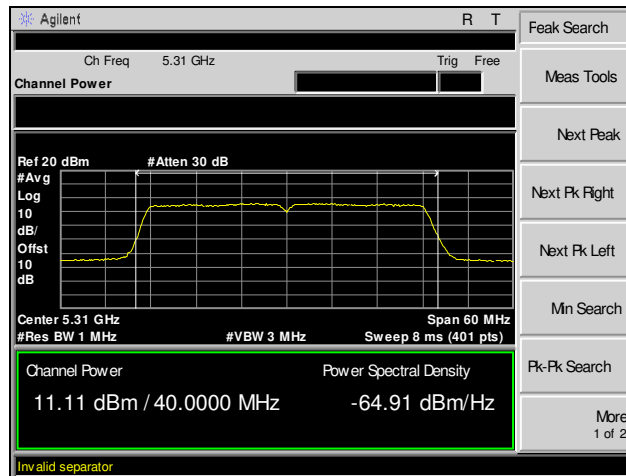 Agilent
R T
Ch Freq 5.31 GHz Trig Free
Channel Power
Ref 20 dBm #Atten 30 dB
#Avg
Log
10
dB/
Offst
10
dB
Center 5.31 GHz Span 60 MHz
#Res BW 1 MHz #VBW 3 MHz Sweep 8 ms (401 pts)
Channel Power Power Spectral Density
11.11 dBm / 40.0000 MHz -64.91 dBm/Hz
Invalid separator
Feak Search
Meas Tools
Next Peak
Next Pk Right
Next Pk Left
Min Search
Pk-Pk Search
More
1 of 2